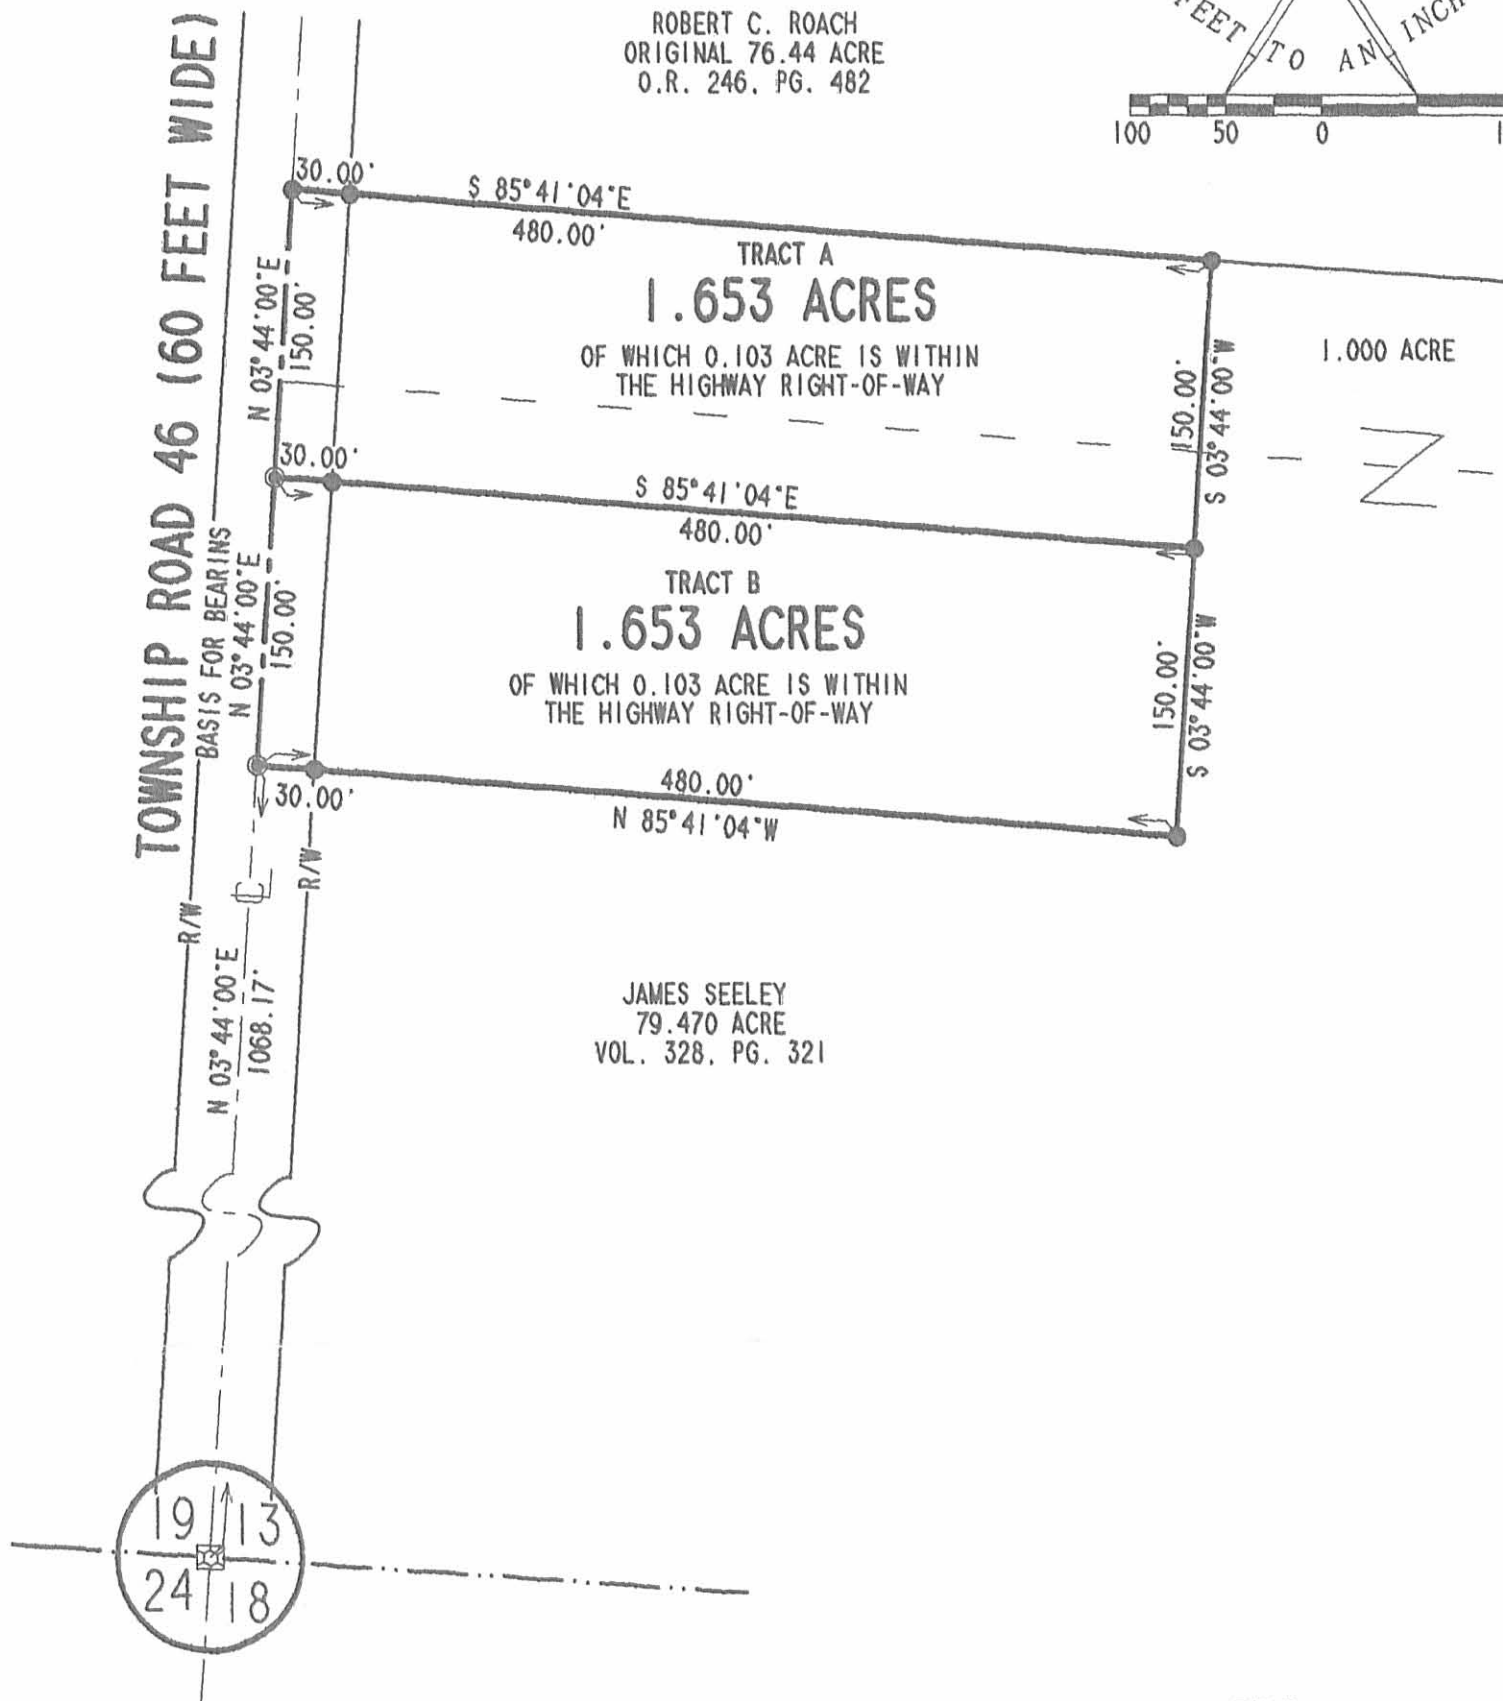 ROBERT C. ROACH
ORIGINAL 76.44 ACRE
O.R. 246, PG. 482
FEET TO AN INCH
100 50 0
TOWNSHIP ROAD 46 (60 FEET WIDE)
BASIS FOR BEARINS
30.00'
S 85°41'04"E
480.00'
TRACT A
1.653 ACRES
OF WHICH 0.103 ACRE IS WITHIN
THE HIGHWAY RIGHT-OF-WAY
N 03°44'00"E
150.00'
150.00'
S 03°44'00"W
1.000 ACRE
30.00'
S 85°41'04"E
480.00'
TRACT B
1.653 ACRES
OF WHICH 0.103 ACRE IS WITHIN
THE HIGHWAY RIGHT-OF-WAY
N 03°44'00"E
150.00'
150.00'
S 03°44'00"W
30.00'
480.00'
N 85°41'04"W
R/W
R/W
N 03°44'00"E
1068.17'
JAMES SEELEY
79.470 ACRE
VOL. 328, PG. 321
19 13
24 18